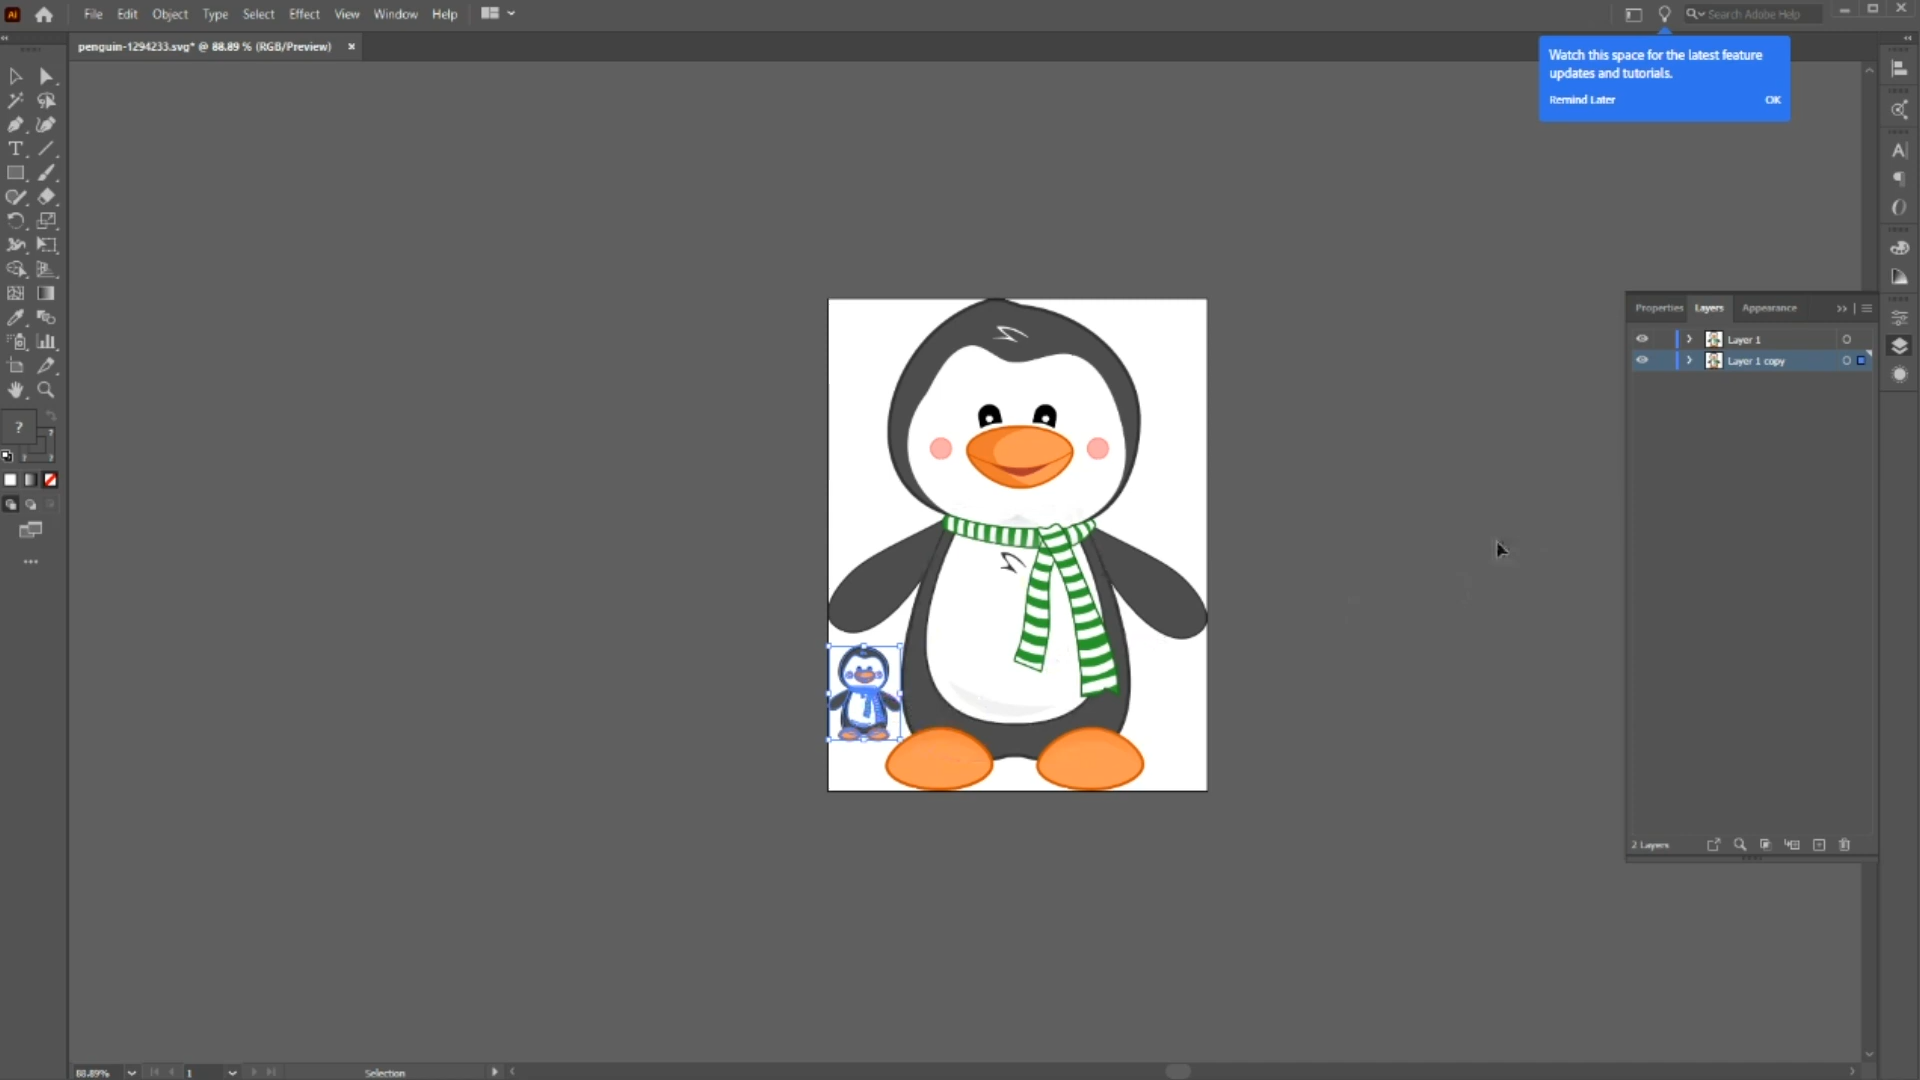 Ai File Edit Object Type Select Effect View Window Help Search Adobe Help
penguin-1294233.svg* @ 88.89 % (RGB/Preview) ×
Watch this space for the latest feature
updates and tutorials.
Remind Later OK
Properties Layers Appearance
Layer 1
Layer 1 copy
?
2 Layers
88.89% 1 Selection